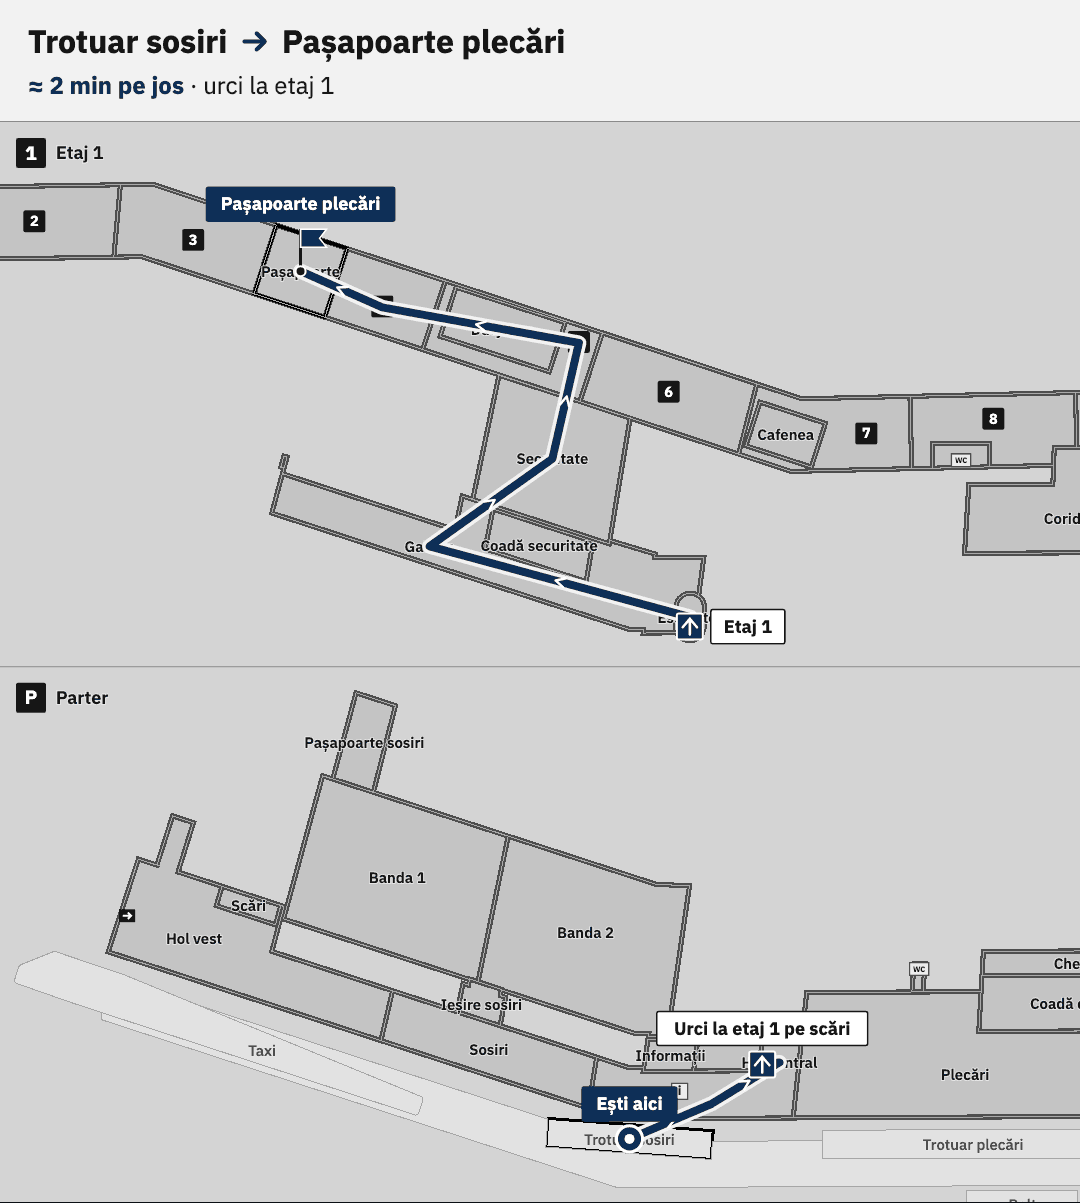 Trotuar sosiri → Pașapoarte plecări
≈ 2 min pe jos · urci la etaj 1
1 Etaj 1
Pașapoarte plecări
2
3
6
Cafenea
7
8
WC
Securitate
Coadă securitate
Etaj 1
P Parter
Pașapoarte sosiri
Banda 1
Scări
Banda 2
Hol vest
WC
Ieșire sosiri
Urci la etaj 1 pe scări
Sosiri
Informații
Taxi
Plecări
Ești aici
i
Trotuar sosiri
Trotuar plecări